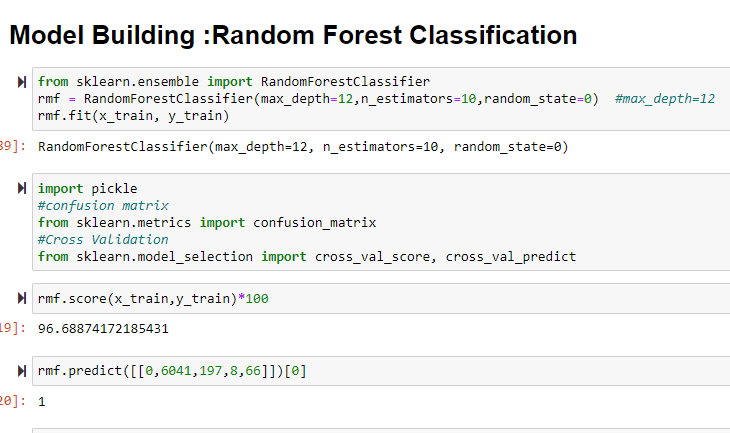 Model Building :Random Forest Classification
from sklearn.ensemble import RandomForestClassifier
rmf = RandomForestClassifier(max_depth=12,n_estimators=10,random_state=0)  #max_depth=12
rmf.fit(x_train, y_train)
39]: RandomForestClassifier(max_depth=12, n_estimators=10, random_state=0)
import pickle
#confusion matrix
from sklearn.metrics import confusion_matrix
#Cross Validation
from sklearn.model_selection import cross_val_score, cross_val_predict
rmf.score(x_train,y_train)*100
19]: 96.68874172185431
rmf.predict([[0,6041,197,8,66]])[0]
20]: 1